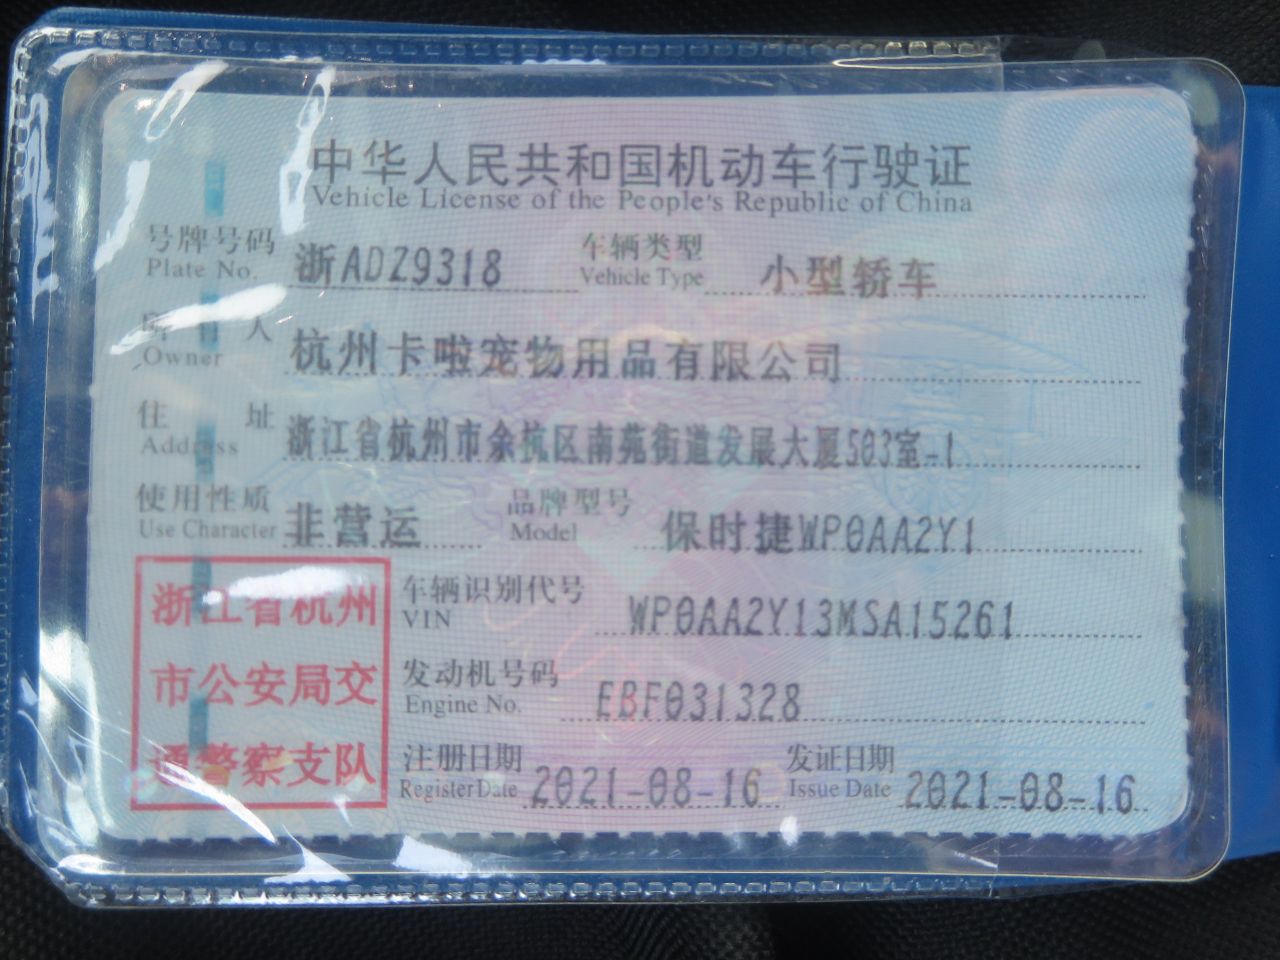 中华人民共和国机动车行驶证
Vehicle License of the People's Republic of China
号牌号码 浙ADZ9318 车辆类型 小型轿车
Plate No. Vehicle Type
所有人 杭州卡啦宠物用品有限公司
Owner
住址 浙江省杭州市余杭区南苑街道发展大厦503室-1
Address
使用性质 非营运 品牌型号 保时捷WP0AA2Y1
Use Character Model
浙江省杭州
市公安局交
通警察支队
车辆识别代号 WP0AA2Y13MSA15261
VIN
发动机号码 EBF031328
Engine No.
注册日期 2021-08-16 发证日期 2021-08-16
Register Date Issue Date